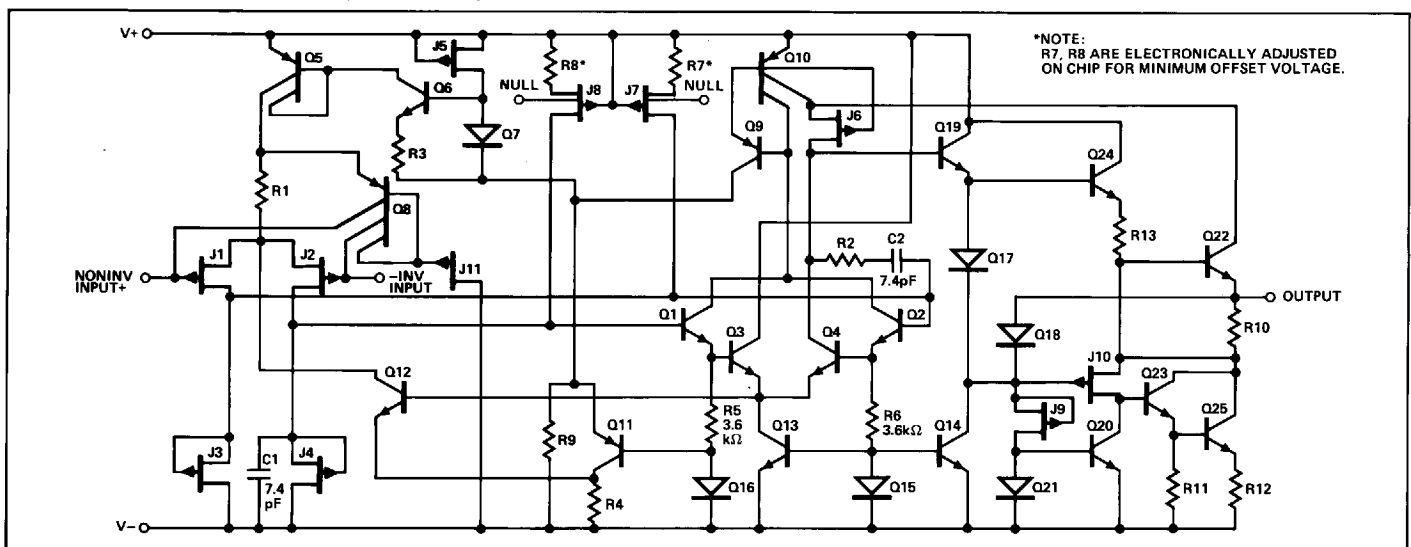 V+
Q5
J5
R8*
R7*
Q10
*NOTE:
R7, R8 ARE ELECTRONICALLY ADJUSTED
ON CHIP FOR MINIMUM OFFSET VOLTAGE.
NULL
J8
J7
NULL
Q6
J6
Q7
Q9
Q19
Q24
R3
R1
Q8
R13
Q22
J1
J2
J11
R2
C2
7.4pF
Q17
NONINV
INPUT+
-INV
INPUT
OUTPUT
Q1
Q2
Q3
Q4
Q18
R10
J10
Q12
Q23
R5
3.6
kΩ
R6
3.6kΩ
J9
Q20
Q25
R9
Q11
Q13
Q14
J3
C1
7.4
pF
J4
R4
Q16
Q15
Q21
R11
R12
V-